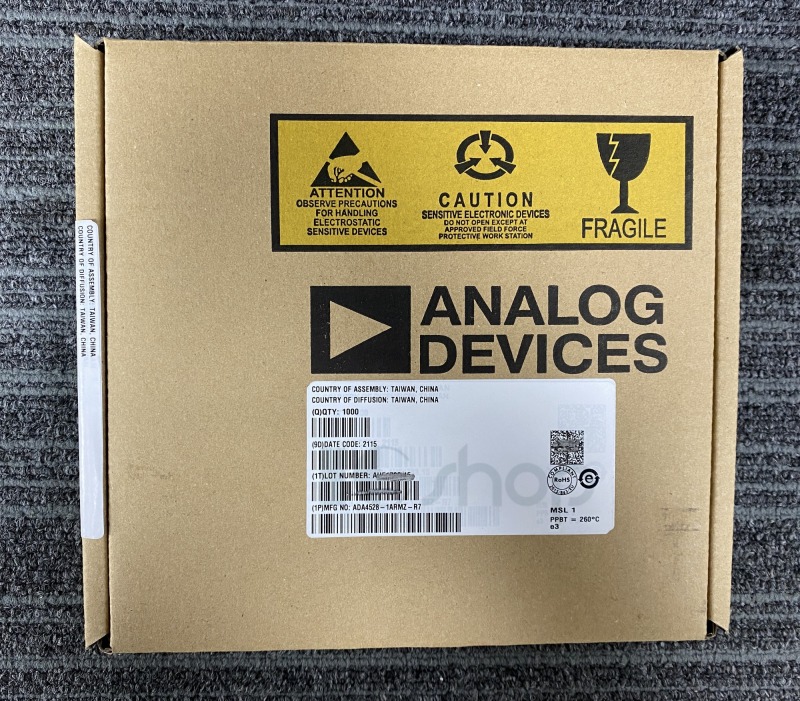 ATTENTION
OBSERVE PRECAUTIONS
FOR HANDLING
ELECTROSTATIC
SENSITIVE DEVICES
CAUTION
SENSITIVE ELECTRONIC DEVICES
DO NOT OPEN EXCEPT AT
APPROVED FIELD FORCE
PROTECTIVE WORK STATION
FRAGILE
ANALOG
DEVICES
COUNTRY OF ASSEMBLY: TAIWAN, CHINA
COUNTRY OF DIFFUSION: TAIWAN, CHINA
COUNTRY OF ASSEMBLY: TAIWAN, CHINA
COUNTRY OF DIFFUSION: TAIWAN, CHINA
(Q)QTY: 1000
(9D)DATE CODE: 2115
(1T)LOT NUMBER:
(1P)MFG NO: ADA4528-1ARMZ-R7
COMPLIANT
RoHS
e
MSL 1
PPBT = 260°C
e3
shop